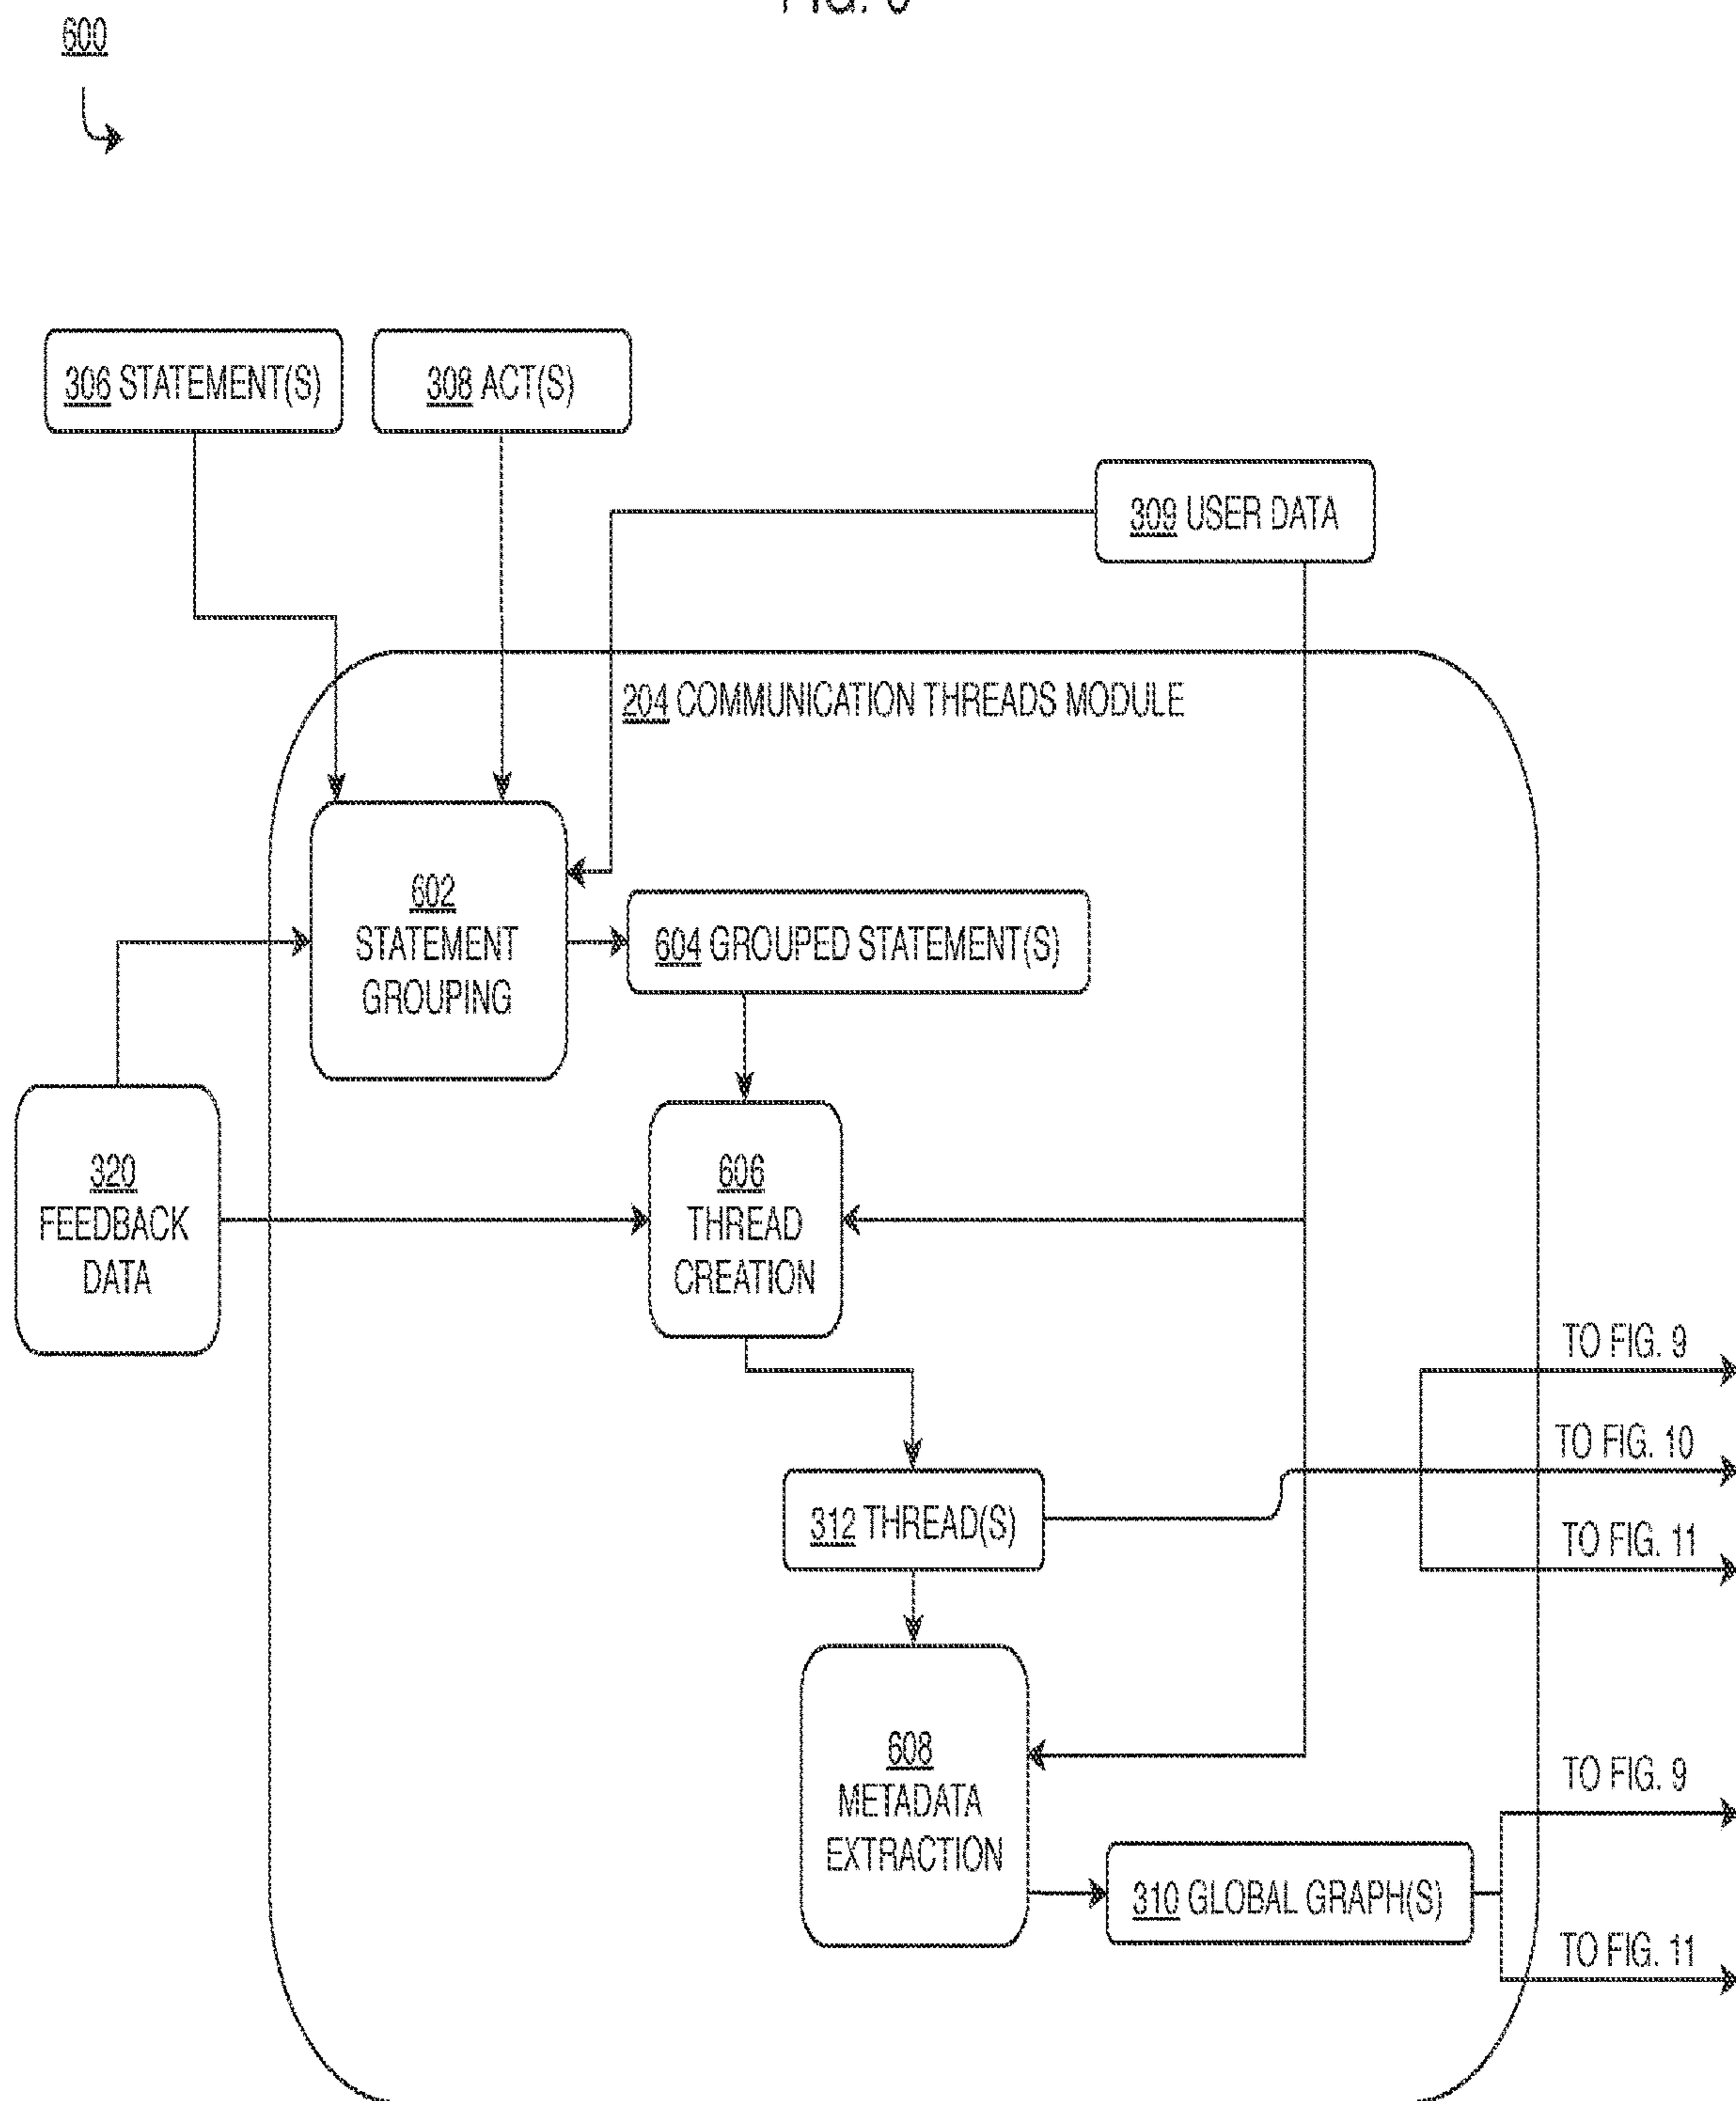 600
306 STATEMENT(S)
308 ACT(S)
309 USER DATA
204 COMMUNICATION THREADS MODULE
602
STATEMENT
GROUPING
604 GROUPED STATEMENT(S)
320
FEEDBACK
DATA
606
THREAD
CREATION
TO FIG. 9
TO FIG. 10
312 THREAD(S)
TO FIG. 11
608
METADATA
EXTRACTION
TO FIG. 9
310 GLOBAL GRAPH(S)
TO FIG. 11